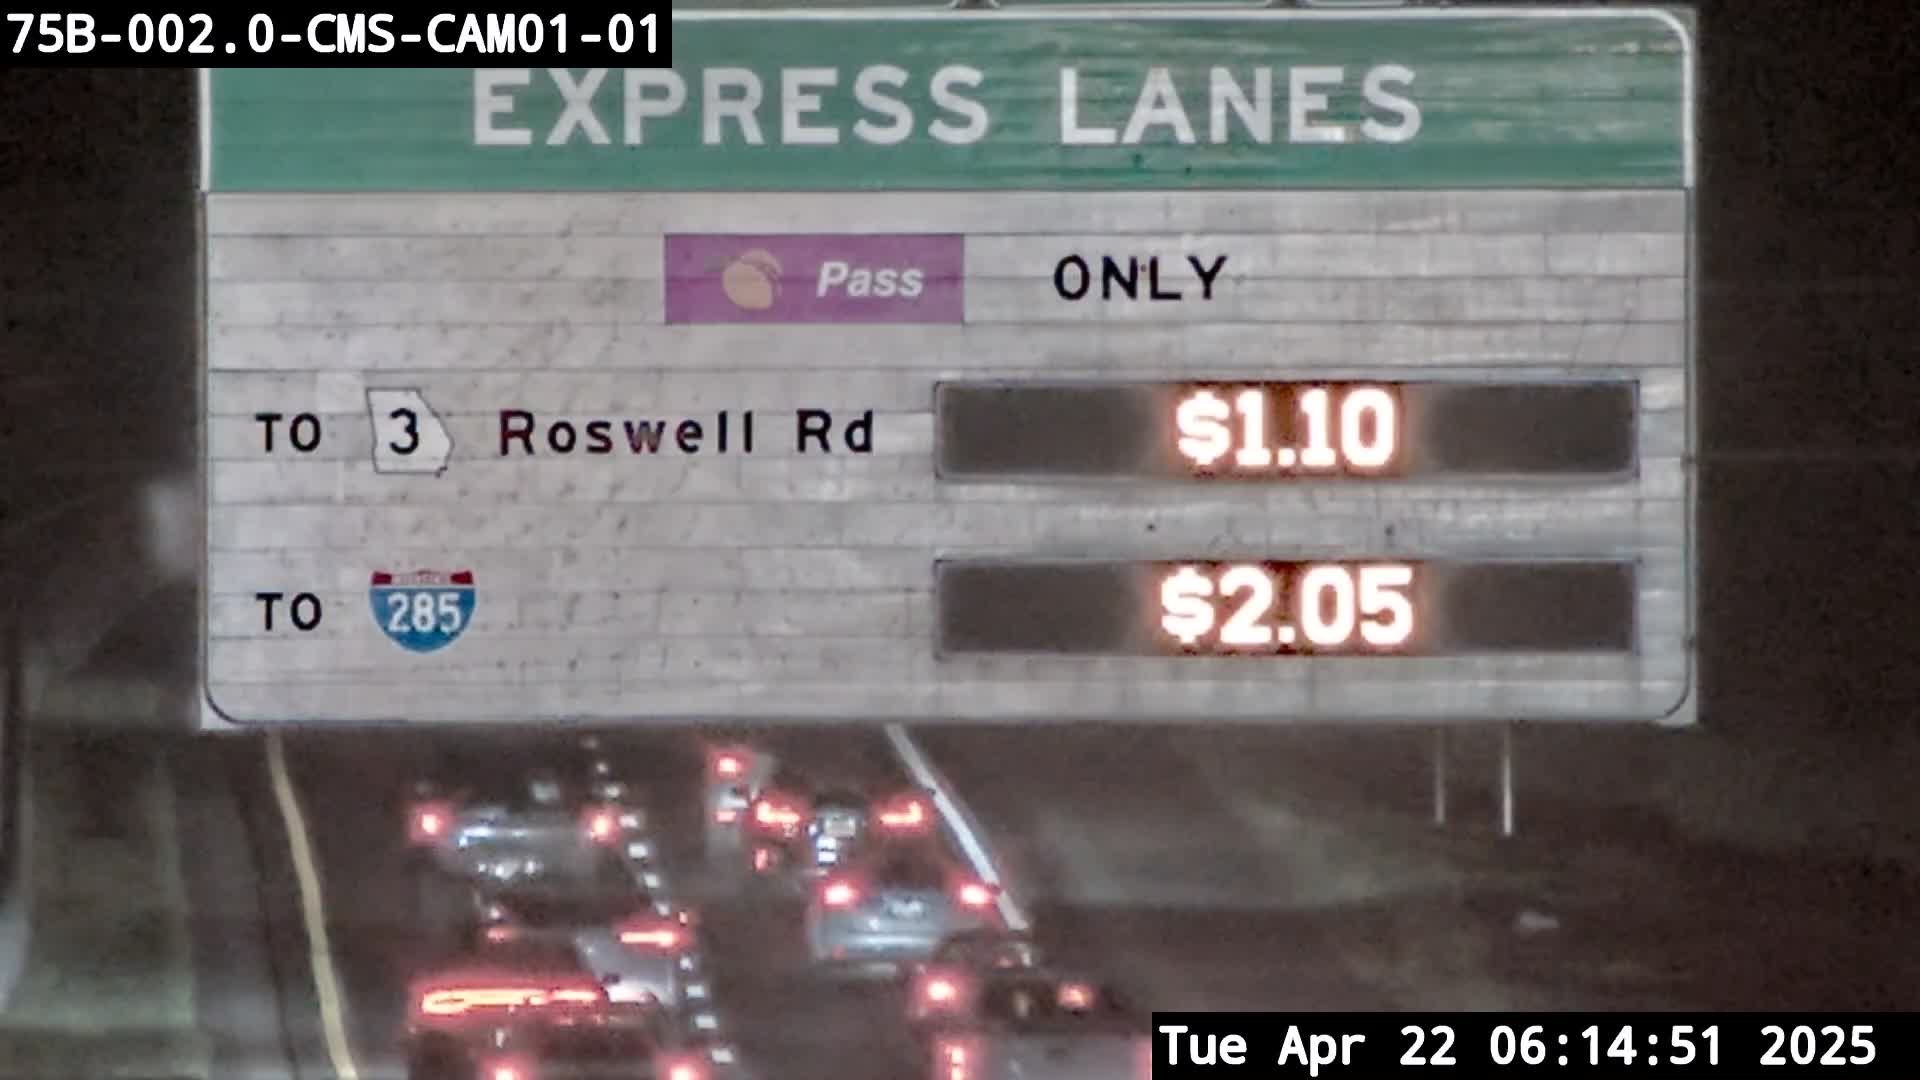 75B-002.0-CMS-CAM01-01
EXPRESS LANES
Pass ONLY
TO 3 Roswell Rd $1.10
TO 285 $2.05
Tue Apr 22 06:14:51 2025